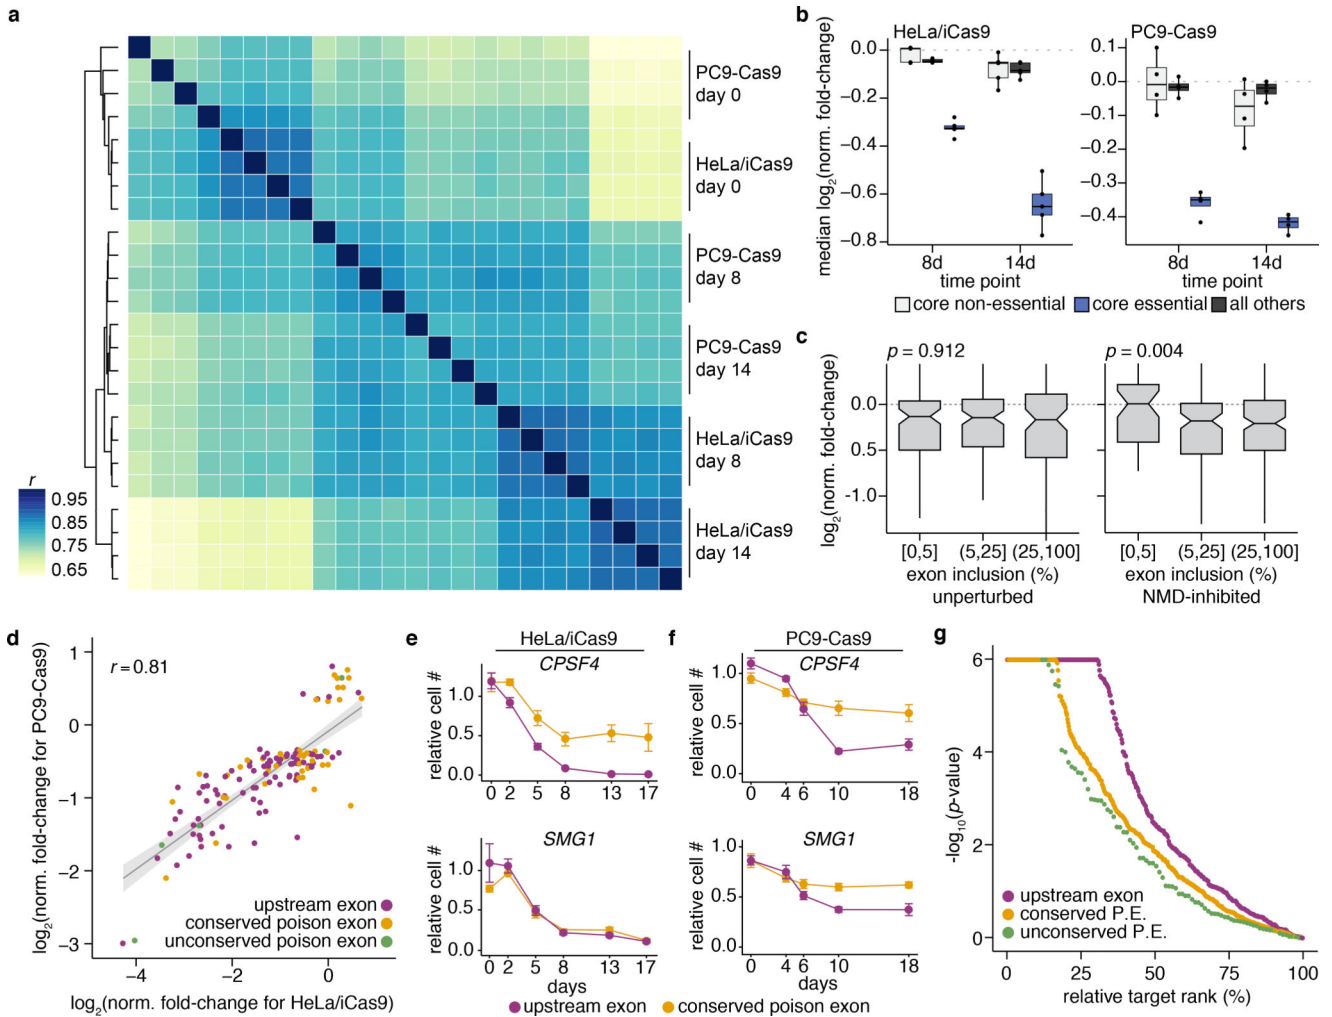 a
PC9-Cas9
day 0
HeLa/iCas9
day 0
PC9-Cas9
day 8
PC9-Cas9
day 14
HeLa/iCas9
day 8
HeLa/iCas9
day 14
r
0.95
0.85
0.75
0.65
b
HeLa/iCas9
PC9-Cas9
median log2(norm. fold-change)
0.0
−0.2
−0.4
−0.6
−0.8
0.1
0.0
−0.1
−0.2
−0.3
−0.4
8d
14d
8d
14d
time point
time point
core non-essential
core essential
all others
c
p = 0.912
p = 0.004
log2(norm. fold-change)
0.0
0.5
-1.0
[0,5]
(5,25]
(25,100]
[0,5]
(5,25]
(25,100]
exon inclusion (%)
unperturbed
exon inclusion (%)
NMD-inhibited
d
r = 0.81
log2(norm. fold-change for PC9-Cas9)
1
0
−1
−2
−3
−4
−2
0
log2(norm. fold-change for HeLa/iCas9)
upstream exon
conserved poison exon
unconserved poison exon
e
HeLa/iCas9
CPSF4
relative cell #
1.0
0.5
0.0
0 2 5 8 13 17
SMG1
relative cell #
1.0
0.5
0.0
0 2 5 8 13 17
days
f
PC9-Cas9
CPSF4
relative cell #
1.0
0.5
0.0
0 4 6 10 18
SMG1
relative cell #
1.0
0.5
0.0
0 4 6 10 18
days
upstream exon
conserved poison exon
g
-log10(p-value)
6
4
2
0
upstream exon
conserved P.E.
unconserved P.E.
0 25 50 75 100
relative target rank (%)